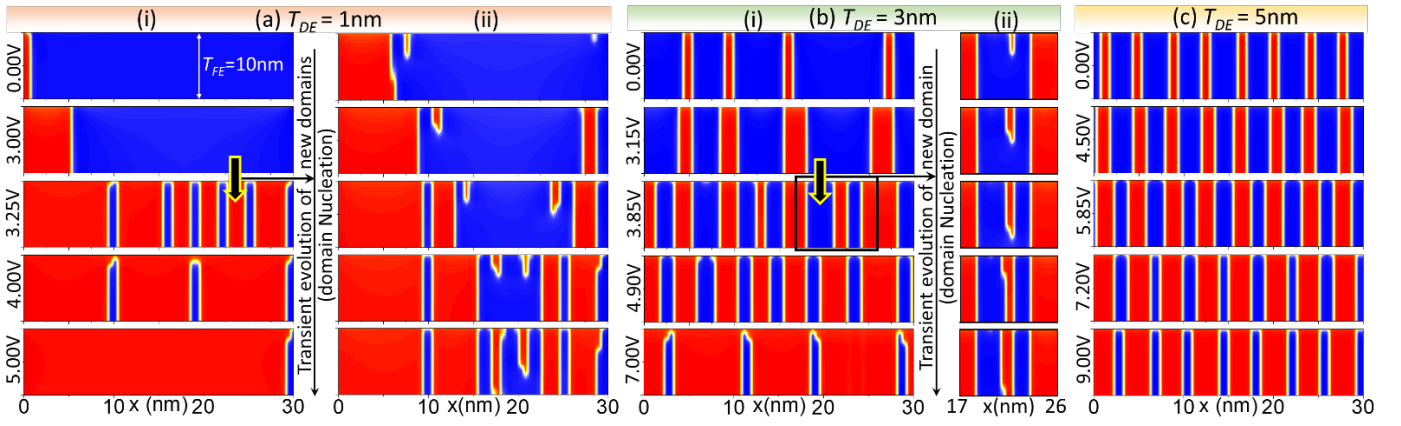 (i) (a) T_DE = 1nm (ii)
0.00V
T_FE=10nm
3.00V
3.25V
4.00V
5.00V
0 10 x (nm) 20 30
Transient evolution of new domains
(domain Nucleation)
0 10 x(nm) 20 30
(i) (b) T_DE = 3nm (ii)
0.00V
3.15V
3.85V
4.90V
7.00V
0 10 x(nm) 20 30
Transient evolution of new domain
(domain Nucleation)
17 x(nm) 26
(c) T_DE = 5nm
0.00V
4.50V
5.85V
7.20V
9.00V
0 10 x (nm) 20 30